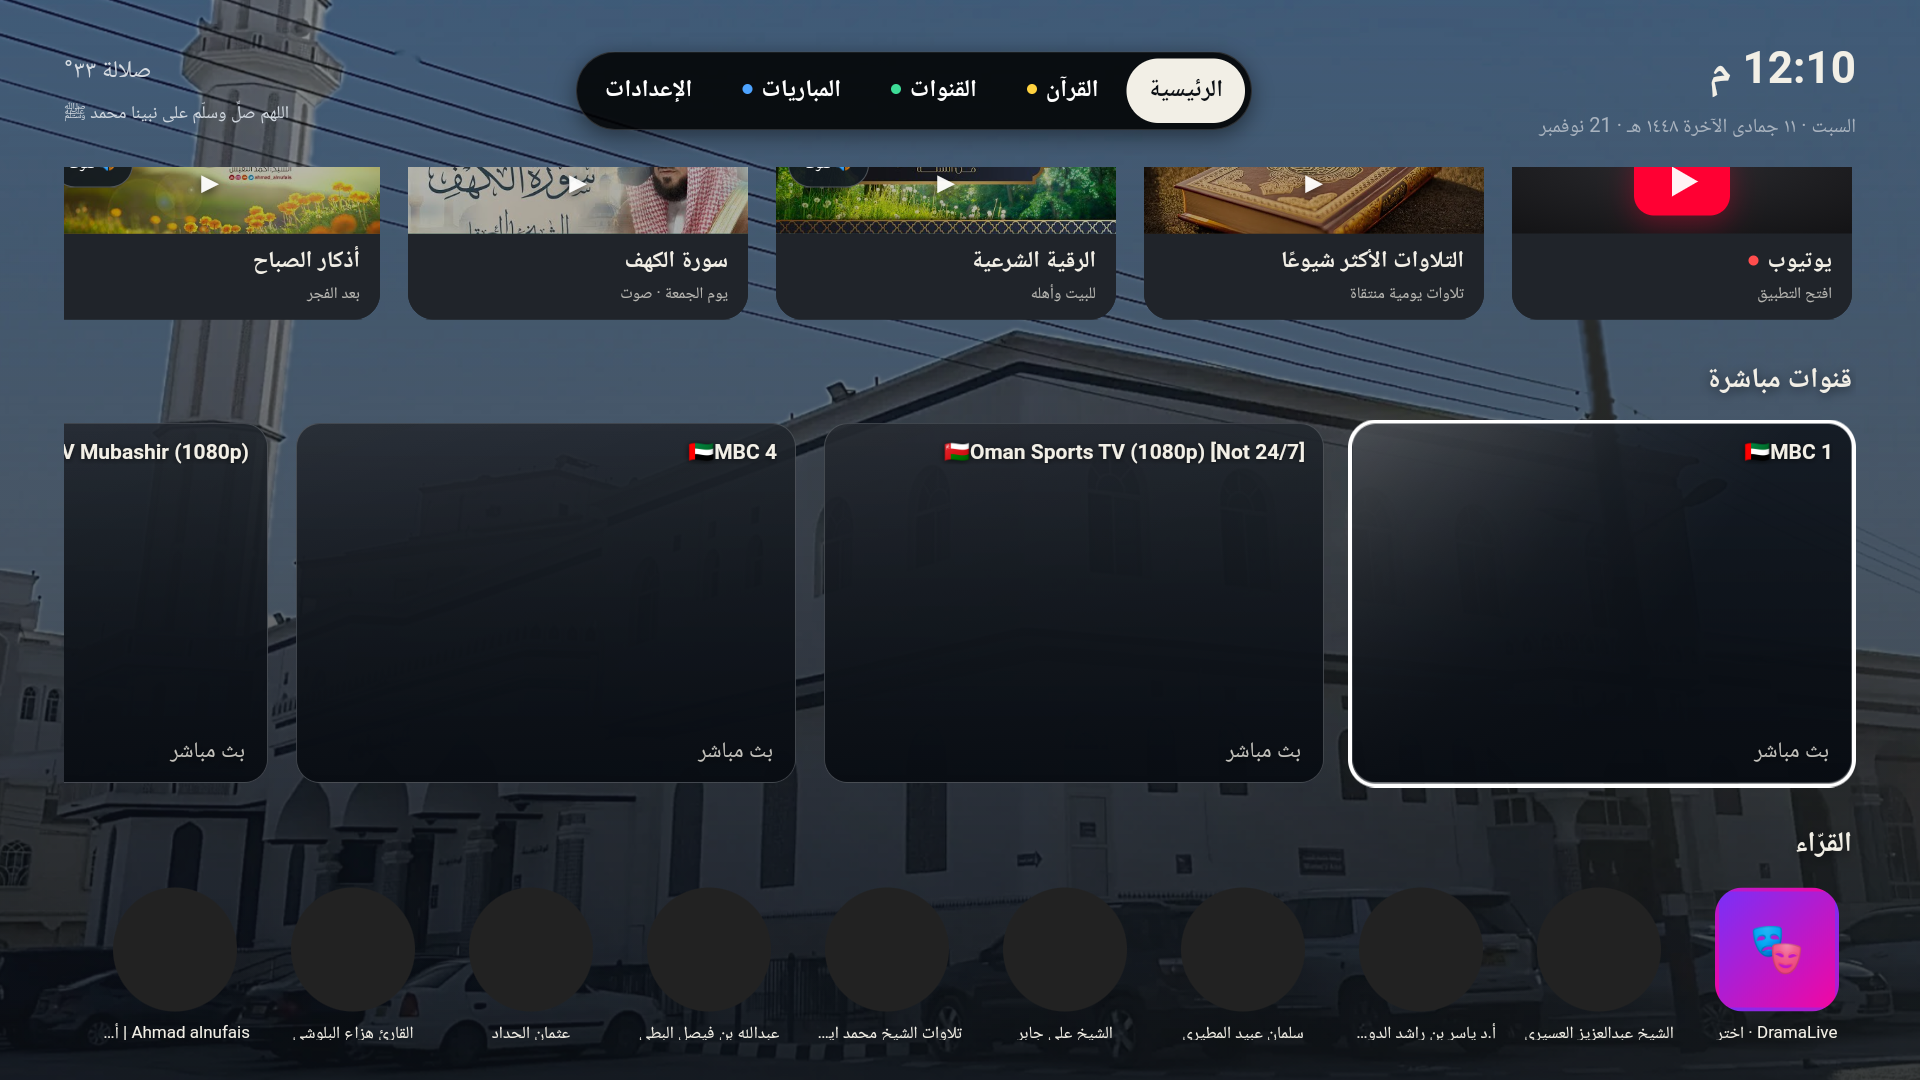 12:10 م
السبت · ١١ جمادى الآخرة ١٤٤٨ هـ · 21 نوفمبر
الرئيسية
القرآن
القنوات
المباريات
الإعدادات
صلالة ٣٣°
اللهم صلّ وسلّم على نبينا محمد ﷺ
يوتيوب
افتح التطبيق
التلاوات الأكثر شيوعًا
تلاوات يومية منتقاة
الرقية الشرعية
للبيت وأهله
سورة الكهف
سورة الكهف
يوم الجمعة · صوت
أذكار الصباح
بعد الفجر
قنوات مباشرة
MBC 1
بث مباشر
Oman Sports TV (1080p) [Not 24/7]
بث مباشر
MBC 4
بث مباشر
V Mubashir (1080p)
بث مباشر
القرّاء
DramaLive · اختر
الشيخ عبدالعزيز العسيري
أ.د ياسر بن راشد الدو...
سلمان عبيد المطيري
الشيخ علي جابر
تلاوات الشيخ محمد ايـ...
عبدالله بن فيصل البطي
عثمان الحداد
القارئ هزاع البلوشي
Ahmad alnufais | أ...